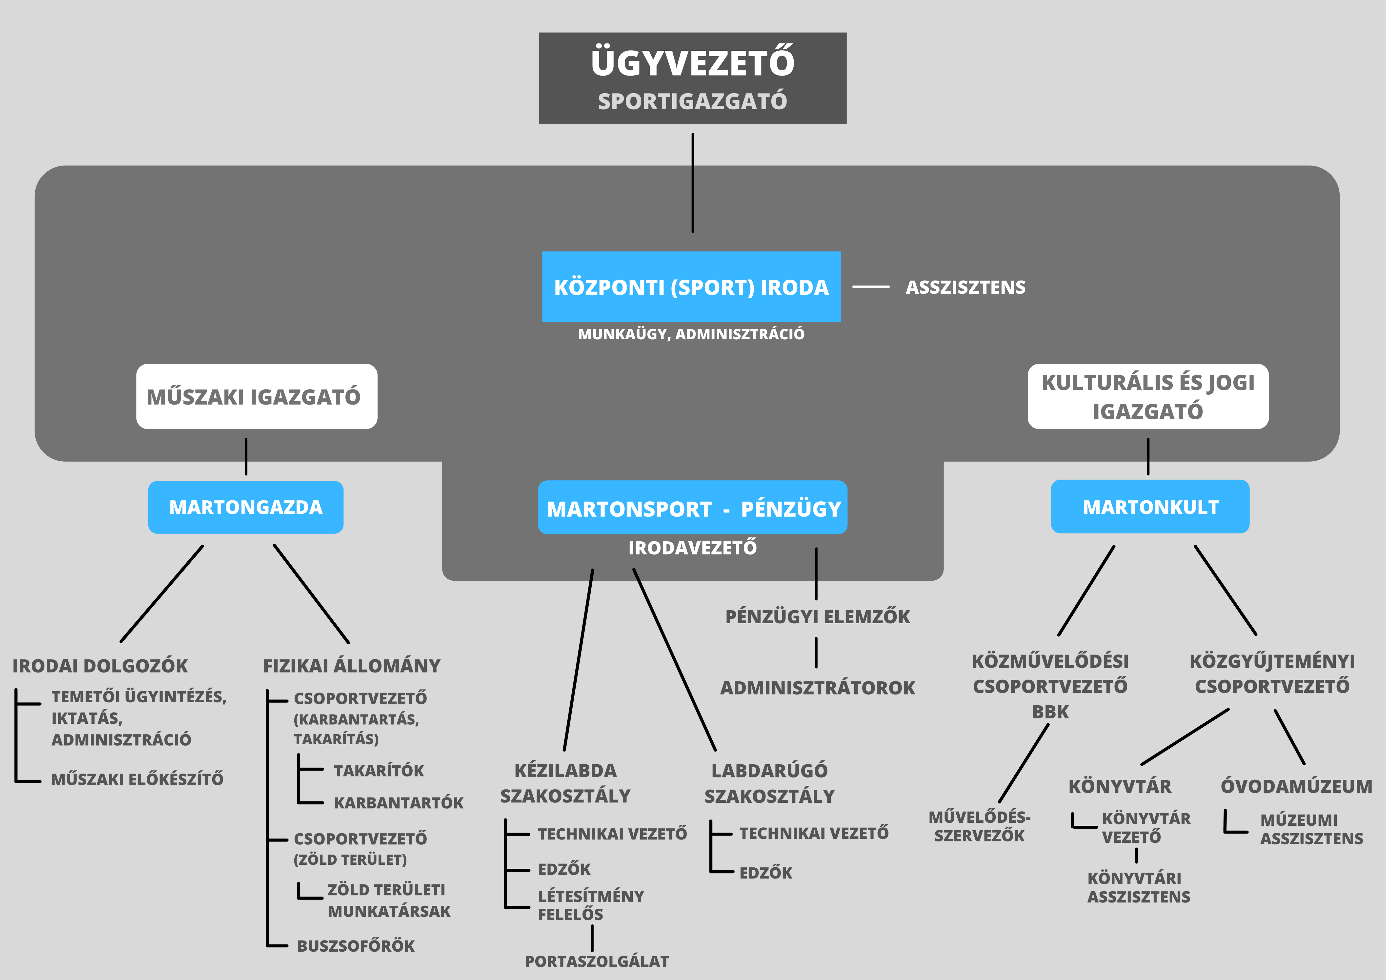 ÜGYVEZETŐ
SPORTIGAZGATÓ
KÖZPONTI (SPORT) IRODA
ASSZISZTENS
MUNKAÜGY, ADMINISZTRÁCIÓ
MŰSZAKI IGAZGATÓ
KULTURÁLIS ÉS JOGI
IGAZGATÓ
MARTONGAZDA
MARTONSPORT - PÉNZÜGY
IRODAVEZETŐ
MARTONKULT
IRODAI DOLGOZÓK
TEMETŐI ÜGYINTÉZÉS,
IKTATÁS,
ADMINISZTRÁCIÓ
MŰSZAKI ELŐKÉSZÍTŐ
FIZIKAI ÁLLOMÁNY
CSOPORTVEZETŐ
(KARBANTARTÁS,
TAKARÍTÁS)
TAKARÍTÓK
KARBANTARTÓK
CSOPORTVEZETŐ
(ZÖLD TERÜLET)
ZÖLD TERÜLETI
MUNKATÁRSAK
BUSZSOFŐRÖK
KÉZILABDA
SZAKOSZTÁLY
TECHNIKAI VEZETŐ
EDZŐK
LÉTESÍTMÉNY
FELELŐS
PORTASZOLGÁLAT
LABDARÚGÓ
SZAKOSZTÁLY
TECHNIKAI VEZETŐ
EDZŐK
PÉNZÜGYI ELEMZŐK
ADMINISZTRÁTOROK
KÖZMŰVELŐDÉSI
CSOPORTVEZETŐ
BBK
MŰVELŐDÉS-
SZERVEZŐK
KÖZGYŰJTEMÉNYI
CSOPORTVEZETŐ
KÖNYVTÁR
KÖNYVTÁR
VEZETŐ
KÖNYVTÁRI
ASSZISZTENS
ÓVODAMÚZEUM
MÚZEUMI
ASSZISZTENS